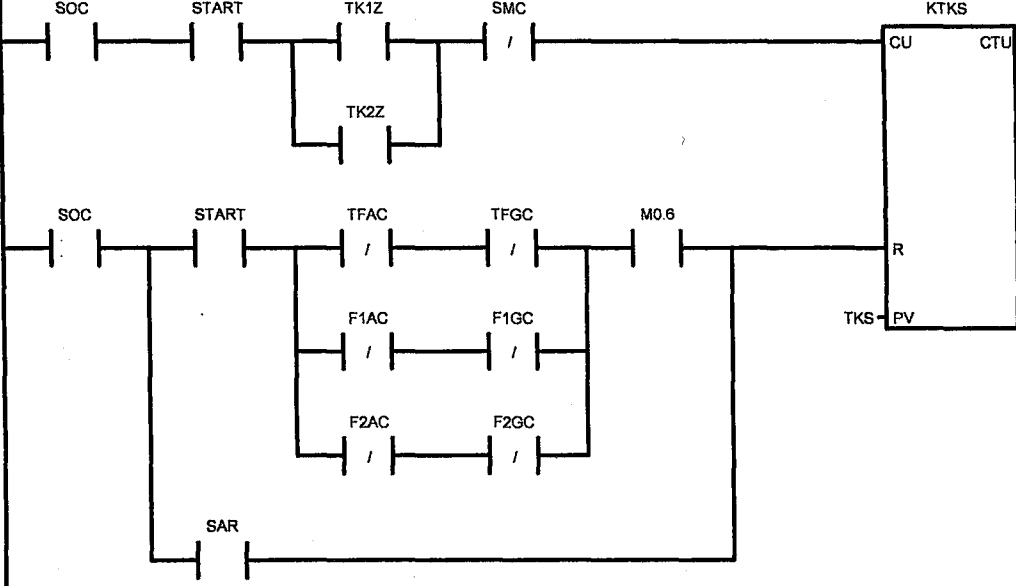 SOC START TK1Z SMC KTKS
/ CU CTU
TK2Z
SOC START TFAC TFGC M0.6
/ / R
F1AC F1GC TKS PV
/ /
F2AC F2GC
/ /
SAR